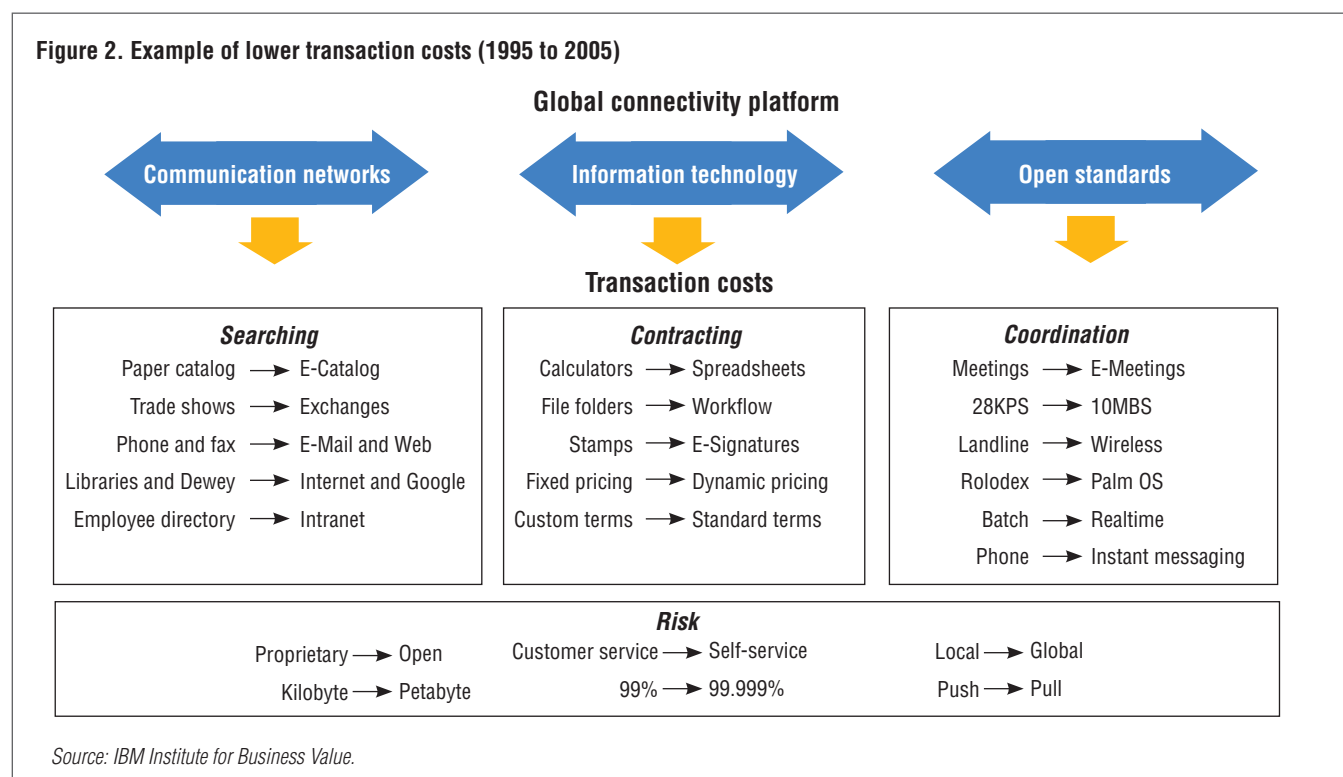 Figure 2. Example of lower transaction costs (1995 to 2005)
Global connectivity platform
Communication networks
Information technology
Open standards
Transaction costs
Searching
Paper catalog → E-Catalog
Trade shows → Exchanges
Phone and fax → E-Mail and Web
Libraries and Dewey → Internet and Google
Employee directory → Intranet
Contracting
Calculators → Spreadsheets
File folders → Workflow
Stamps → E-Signatures
Fixed pricing → Dynamic pricing
Custom terms → Standard terms
Coordination
Meetings → E-Meetings
28KPS → 10MBS
Landline → Wireless
Rolodex → Palm OS
Batch → Realtime
Phone → Instant messaging
Risk
Proprietary → Open
Kilobyte → Petabyte
Customer service → Self-service
99% → 99.999%
Local → Global
Push → Pull
Source: IBM Institute for Business Value.